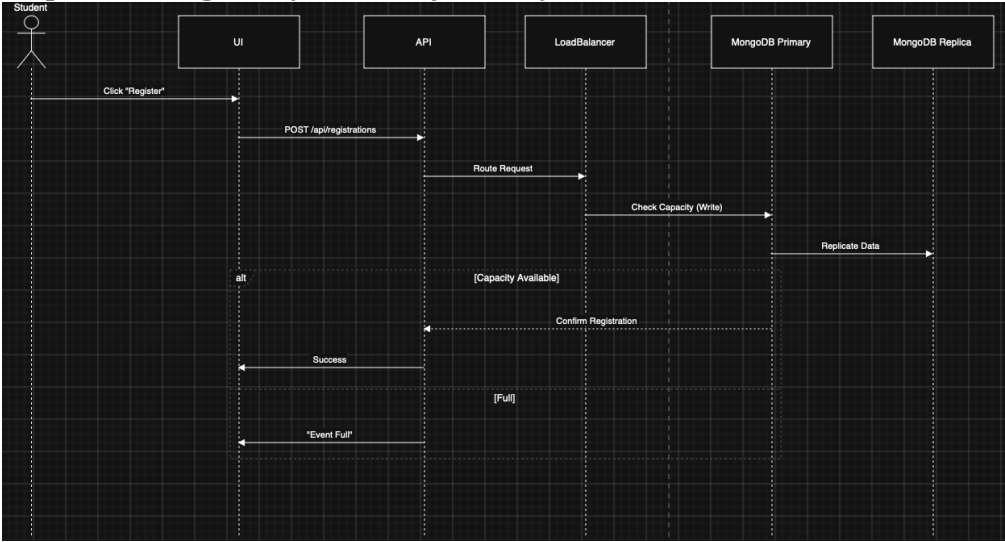 Student
UI
API
LoadBalancer
MongoDB Primary
MongoDB Replica
Click "Register"
POST /api/registrations
Route Request
Check Capacity (Write)
Replicate Data
alt
[Capacity Available]
Confirm Registration
Success
[Full]
"Event Full"